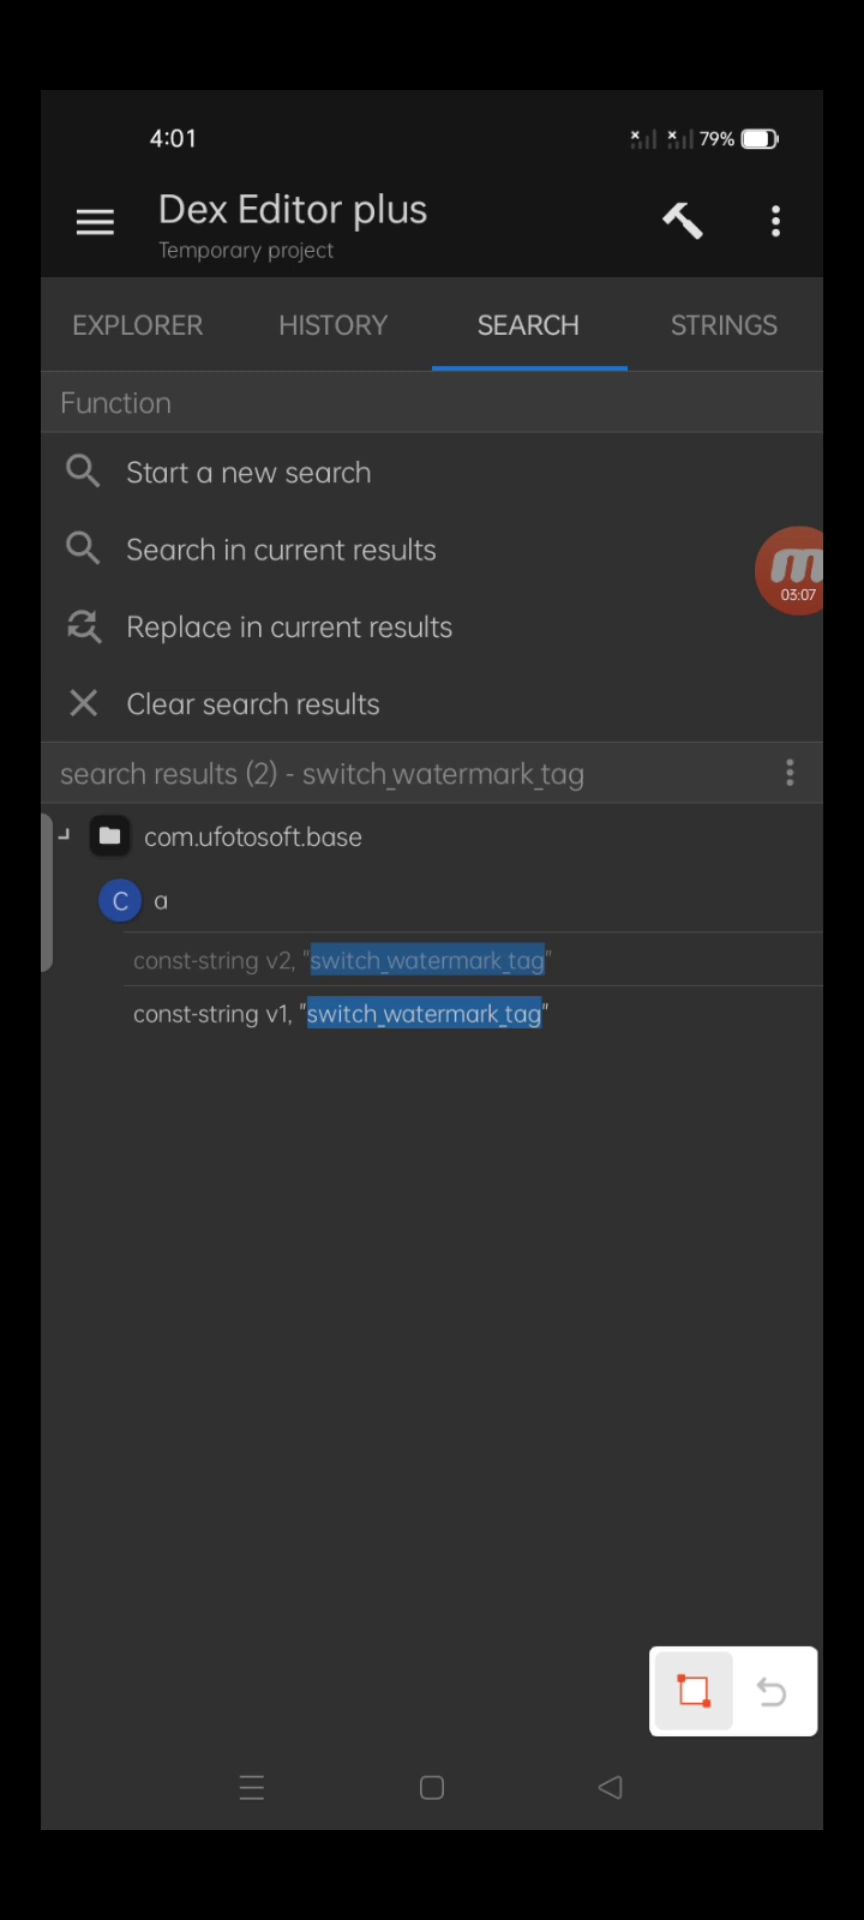 4:01
79%
Dex Editor plus
Temporary project
EXPLORER
HISTORY
SEARCH
STRINGS
Function
Start a new search
Search in current results
03:07
Replace in current results
Clear search results
search results (2) - switch_watermark_tag
com.ufotosoft.base
C a
const-string v2, "switch_watermark_tag"
const-string v1, "switch_watermark_tag"